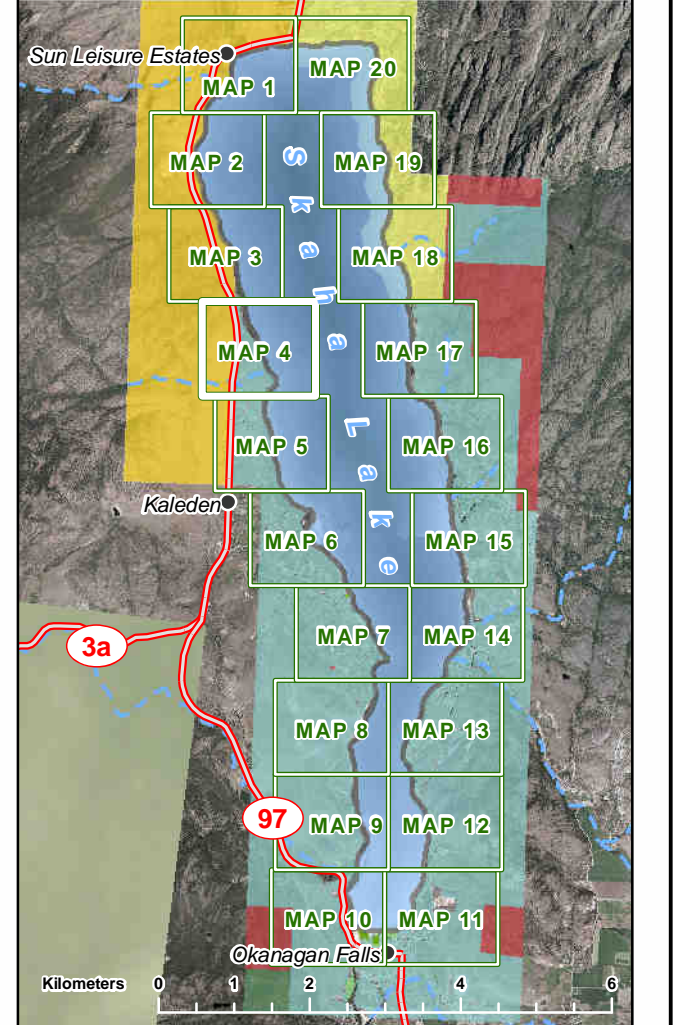 Sun Leisure Estates
MAP 20
MAP 1
MAP 2
MAP 19
MAP 3
MAP 18
MAP 4
MAP 17
Skaha Lake
MAP 5
MAP 16
Kaleden
MAP 6
MAP 15
MAP 7
MAP 14
3a
MAP 8
MAP 13
97
MAP 9
MAP 12
MAP 10
MAP 11
Okanagan Falls
Kilometers 0 1 2 4 6